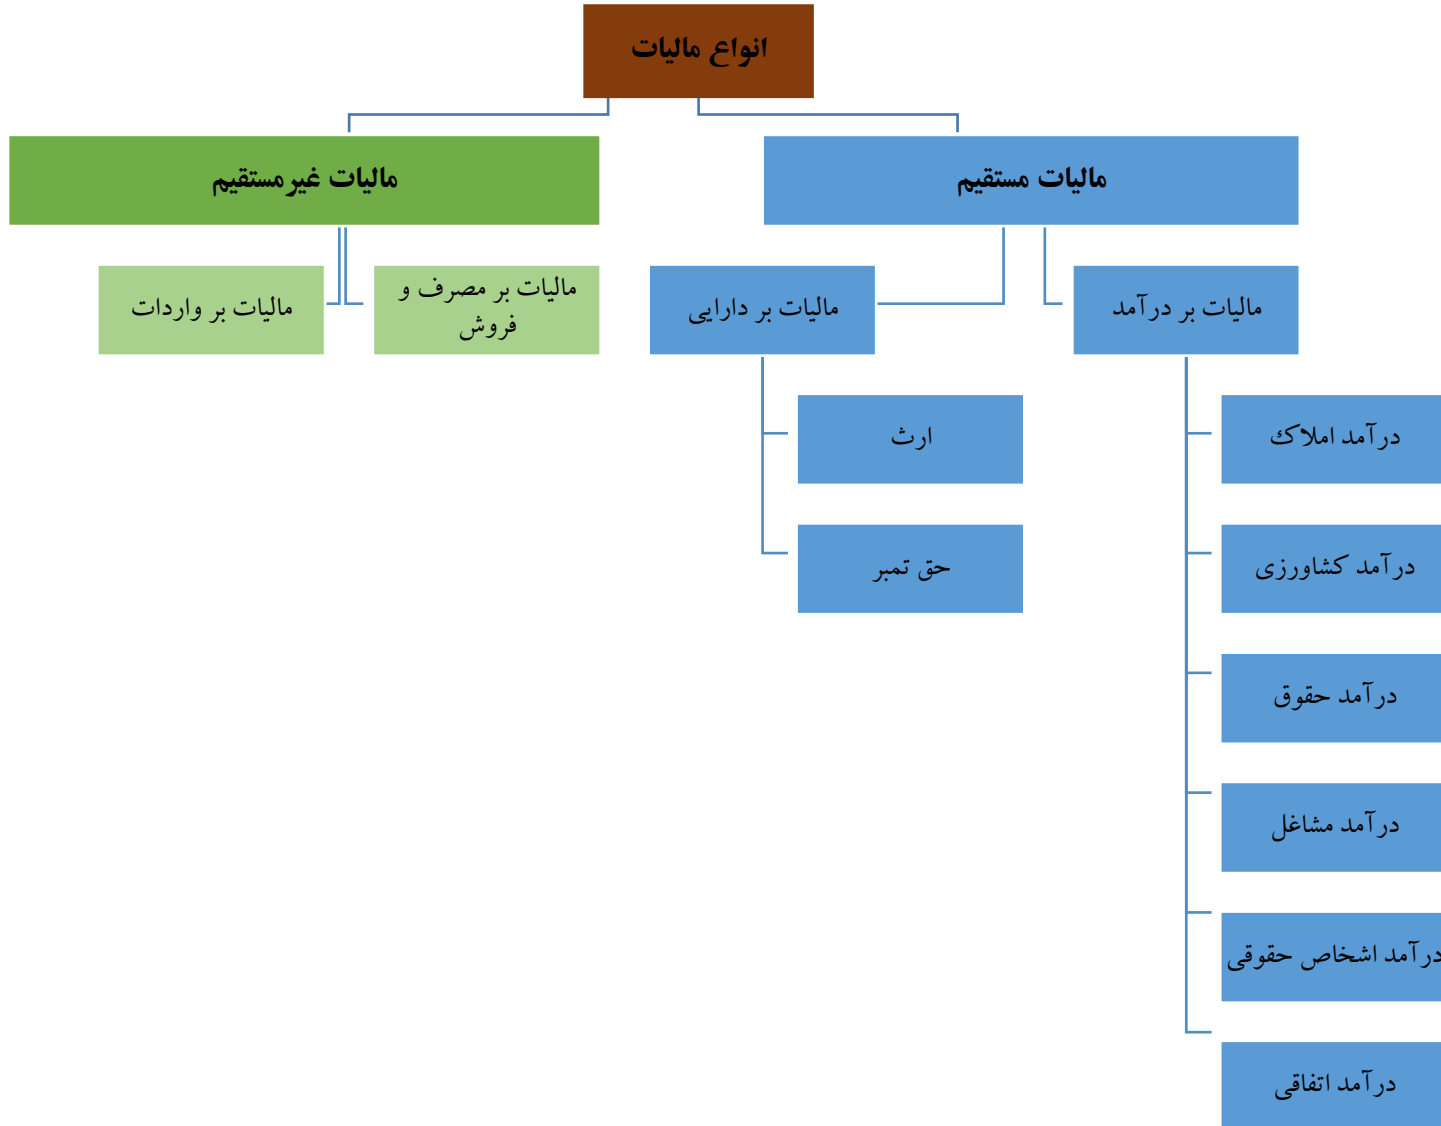 انواع مالیات
مالیات مستقیم
مالیات غیرمستقیم
مالیات بر درآمد
مالیات بر دارایی
مالیات بر مصرف و
فروش
مالیات بر واردات
درآمد املاک
درآمد کشاورزی
درآمد حقوق
درآمد مشاغل
درآمد اشخاص حقوقی
درآمد اتفاقی
ارث
حق تمبر